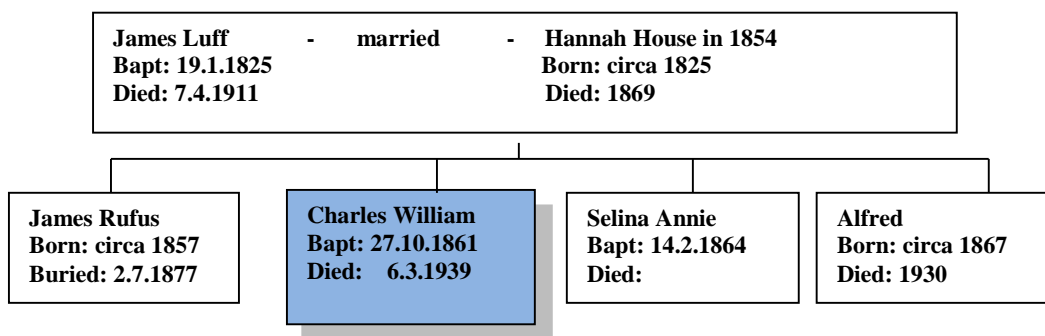 James Luff - married - Hannah House in 1854
Bapt: 19.1.1825 Born: circa 1825
Died: 7.4.1911 Died: 1869
James Rufus
Born: circa 1857
Buried: 2.7.1877
Charles William
Bapt: 27.10.1861
Died: 6.3.1939
Selina Annie
Bapt: 14.2.1864
Died:
Alfred
Born: circa 1867
Died: 1930